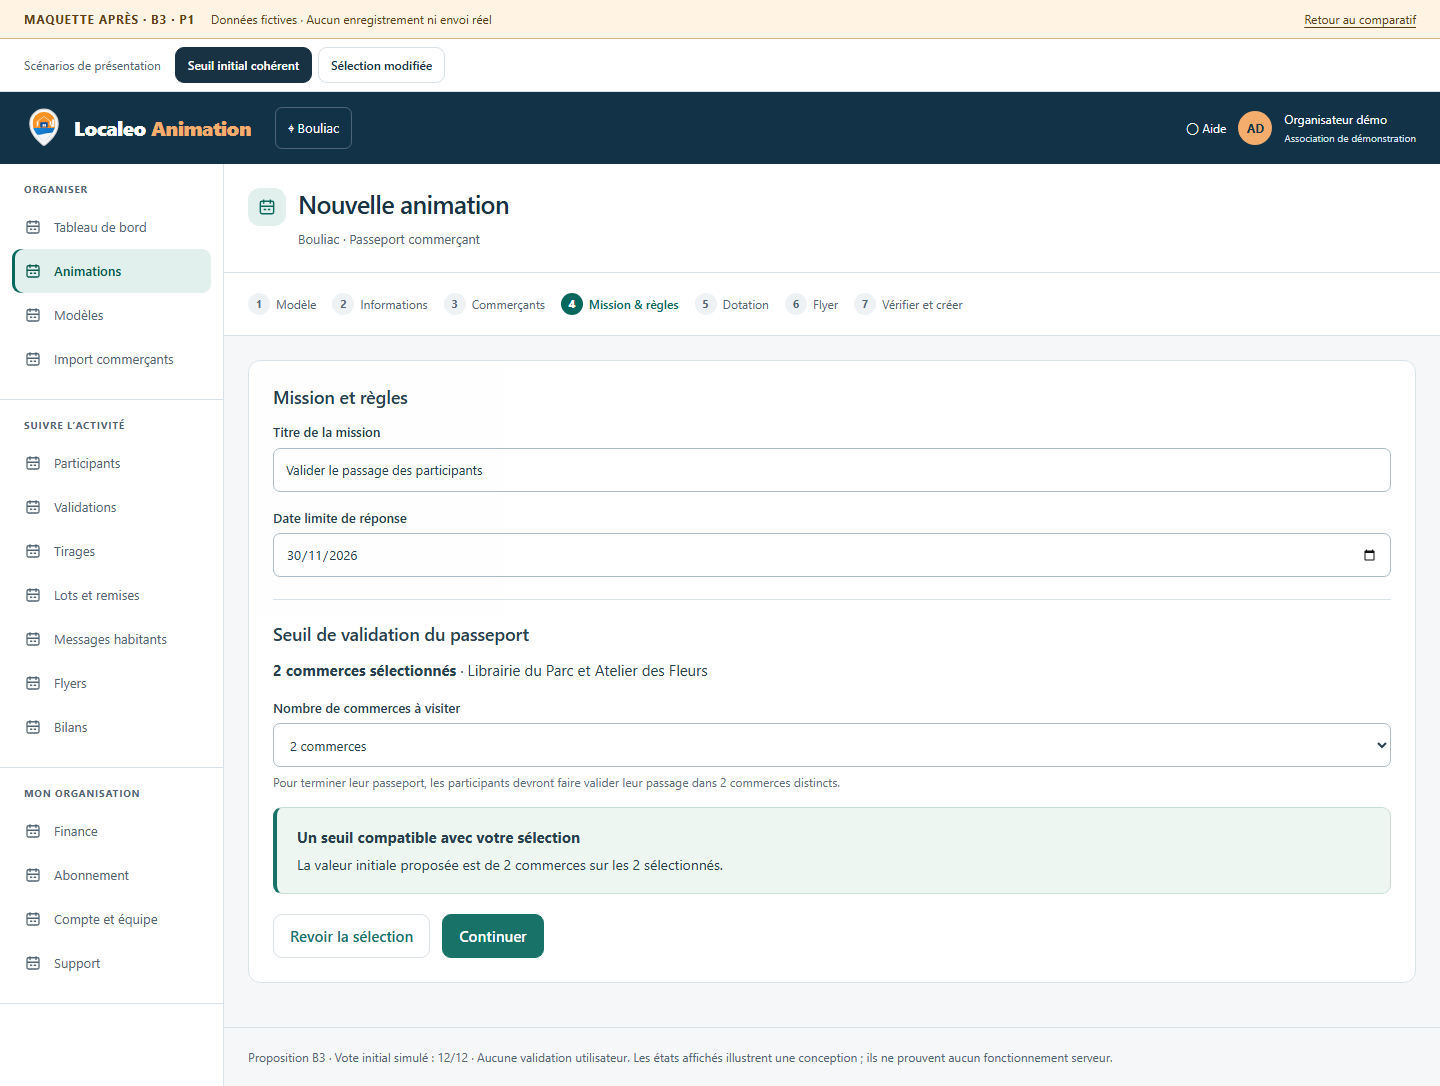 MAQUETTE APRÈS · B3 · P1 Données fictives · Aucun enregistrement ni envoi réel Retour au comparatif
Scénarios de présentation Seuil initial cohérent Sélection modifiée
Localeo Animation Bouliac Aide AD Organisateur démo
Association de démonstration
ORGANISER
Tableau de bord
Animations
Modèles
Import commerçants
SUIVRE L'ACTIVITÉ
Participants
Validations
Tirages
Lots et remises
Messages habitants
Flyers
Bilans
MON ORGANISATION
Finance
Abonnement
Compte et équipe
Support
Nouvelle animation
Bouliac · Passeport commerçant
1 Modèle 2 Informations 3 Commerçants 4 Mission & règles 5 Dotation 6 Flyer 7 Vérifier et créer
Mission et règles
Titre de la mission
Valider le passage des participants
Date limite de réponse
30/11/2026
Seuil de validation du passeport
2 commerces sélectionnés · Librairie du Parc et Atelier des Fleurs
Nombre de commerces à visiter
2 commerces
Pour terminer leur passeport, les participants devront faire valider leur passage dans 2 commerces distincts.
Un seuil compatible avec votre sélection
La valeur initiale proposée est de 2 commerces sur les 2 sélectionnés.
Revoir la sélection Continuer
Proposition B3 · Vote initial simulé : 12/12 · Aucune validation utilisateur. Les états affichés illustrent une conception ; ils ne prouvent aucun fonctionnement serveur.